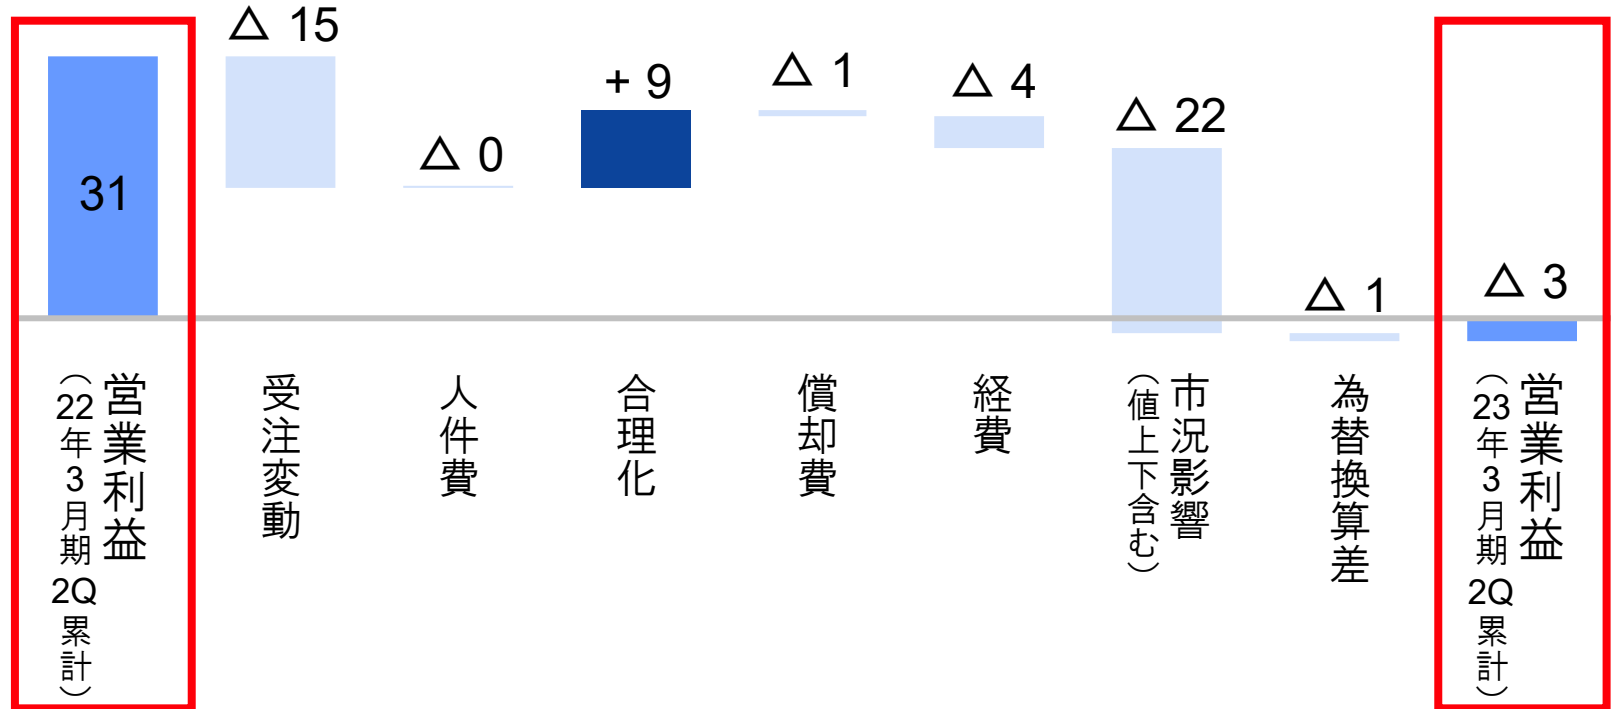 31
△ 15
△ 0
+ 9
△ 1
△ 4
△ 22
△ 1
△ 3
営業利益
（22年3月期2Q累計）
受注変動
人件費
合理化
償却費
経費
市況影響
（値上下含む）
為替換算差
営業利益
（23年3月期2Q累計）